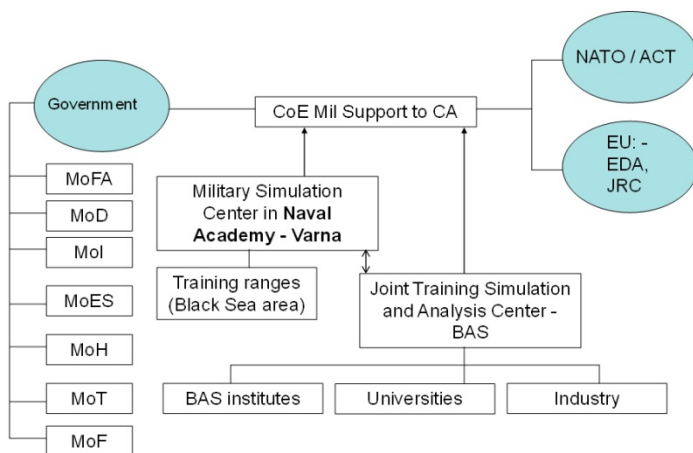 NATO / ACT
Government
CoE Mil Support to CA
EU: -
EDA,
JRC
MoFA
MoD
MoI
MoES
MoH
MoT
MoF
Military Simulation
Center in Naval
Academy - Varna
Training ranges
(Black Sea area)
Joint Training Simulation
and Analysis Center -
BAS
BAS institutes
Universities
Industry